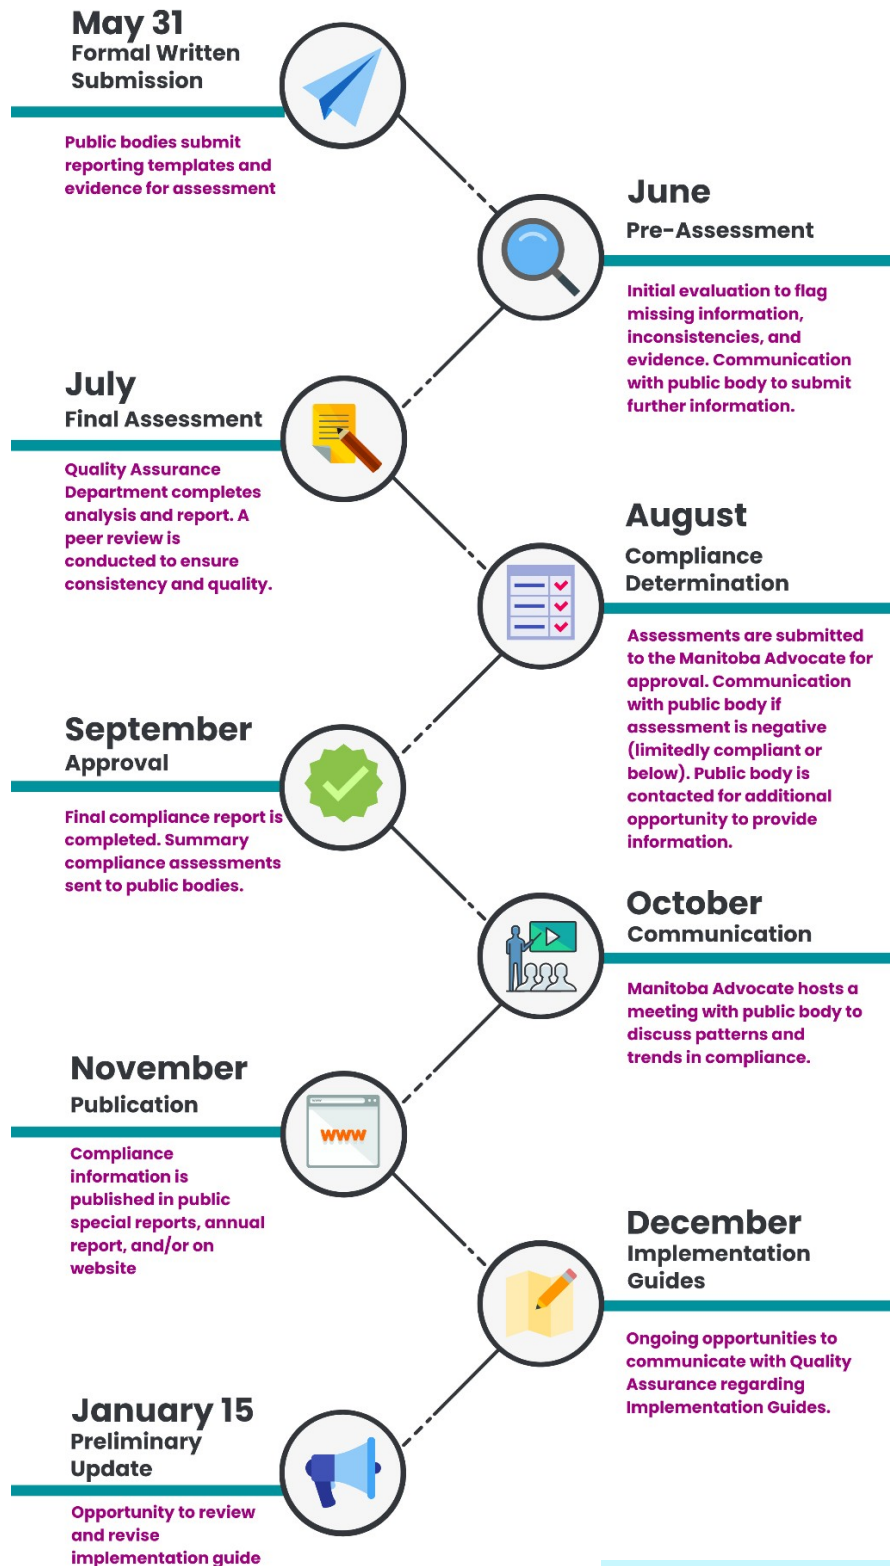 May 31
Formal Written
Submission
Public bodies submit
reporting templates and
evidence for assessment
June
Pre-Assessment
Initial evaluation to flag
missing information,
inconsistencies, and
evidence. Communication
with public body to submit
further information.
July
Final Assessment
Quality Assurance
Department completes
analysis and report. A
peer review is
conducted to ensure
consistency and quality.
August
Compliance
Determination
Assessments are submitted
to the Manitoba Advocate for
approval. Communication
with public body if
assessment is negative
(limitedly compliant or
below). Public body is
contacted for additional
opportunity to provide
information.
September
Approval
Final compliance report is
completed. Summary
compliance assessments
sent to public bodies.
October
Communication
Manitoba Advocate hosts a
meeting with public body to
discuss patterns and
trends in compliance.
November
Publication
www
Compliance
information is
published in public
special reports, annual
report, and/or on
website
December
Implementation
Guides
Ongoing opportunities to
communicate with Quality
Assurance regarding
Implementation Guides.
January 15
Preliminary
Update
Opportunity to review
and revise
implementation guide